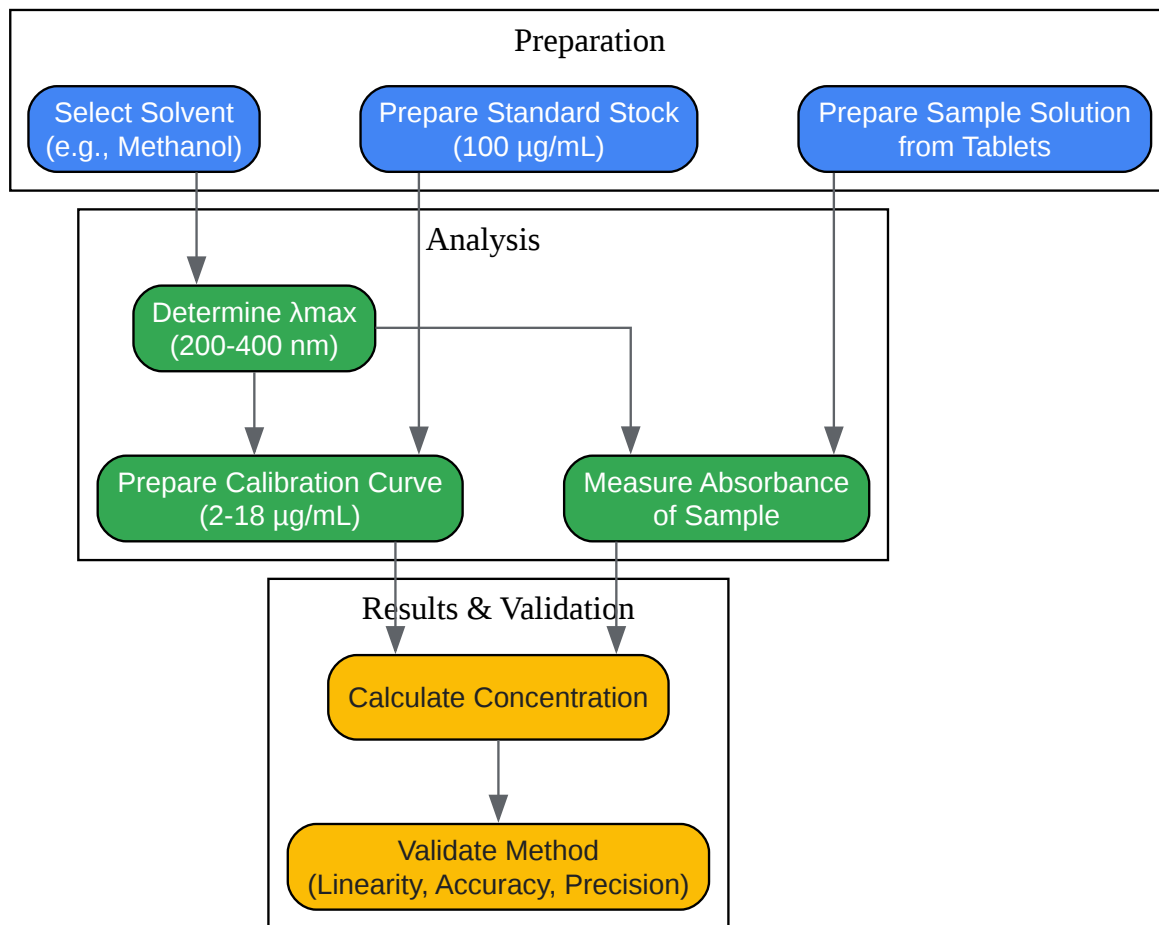 Preparation
Select Solvent
(e.g., Methanol)
Prepare Standard Stock
(100 µg/mL)
Prepare Sample Solution
from Tablets
Analysis
Determine λmax
(200-400 nm)
Prepare Calibration Curve
(2-18 µg/mL)
Measure Absorbance
of Sample
Results & Validation
Calculate Concentration
Validate Method
(Linearity, Accuracy, Precision)